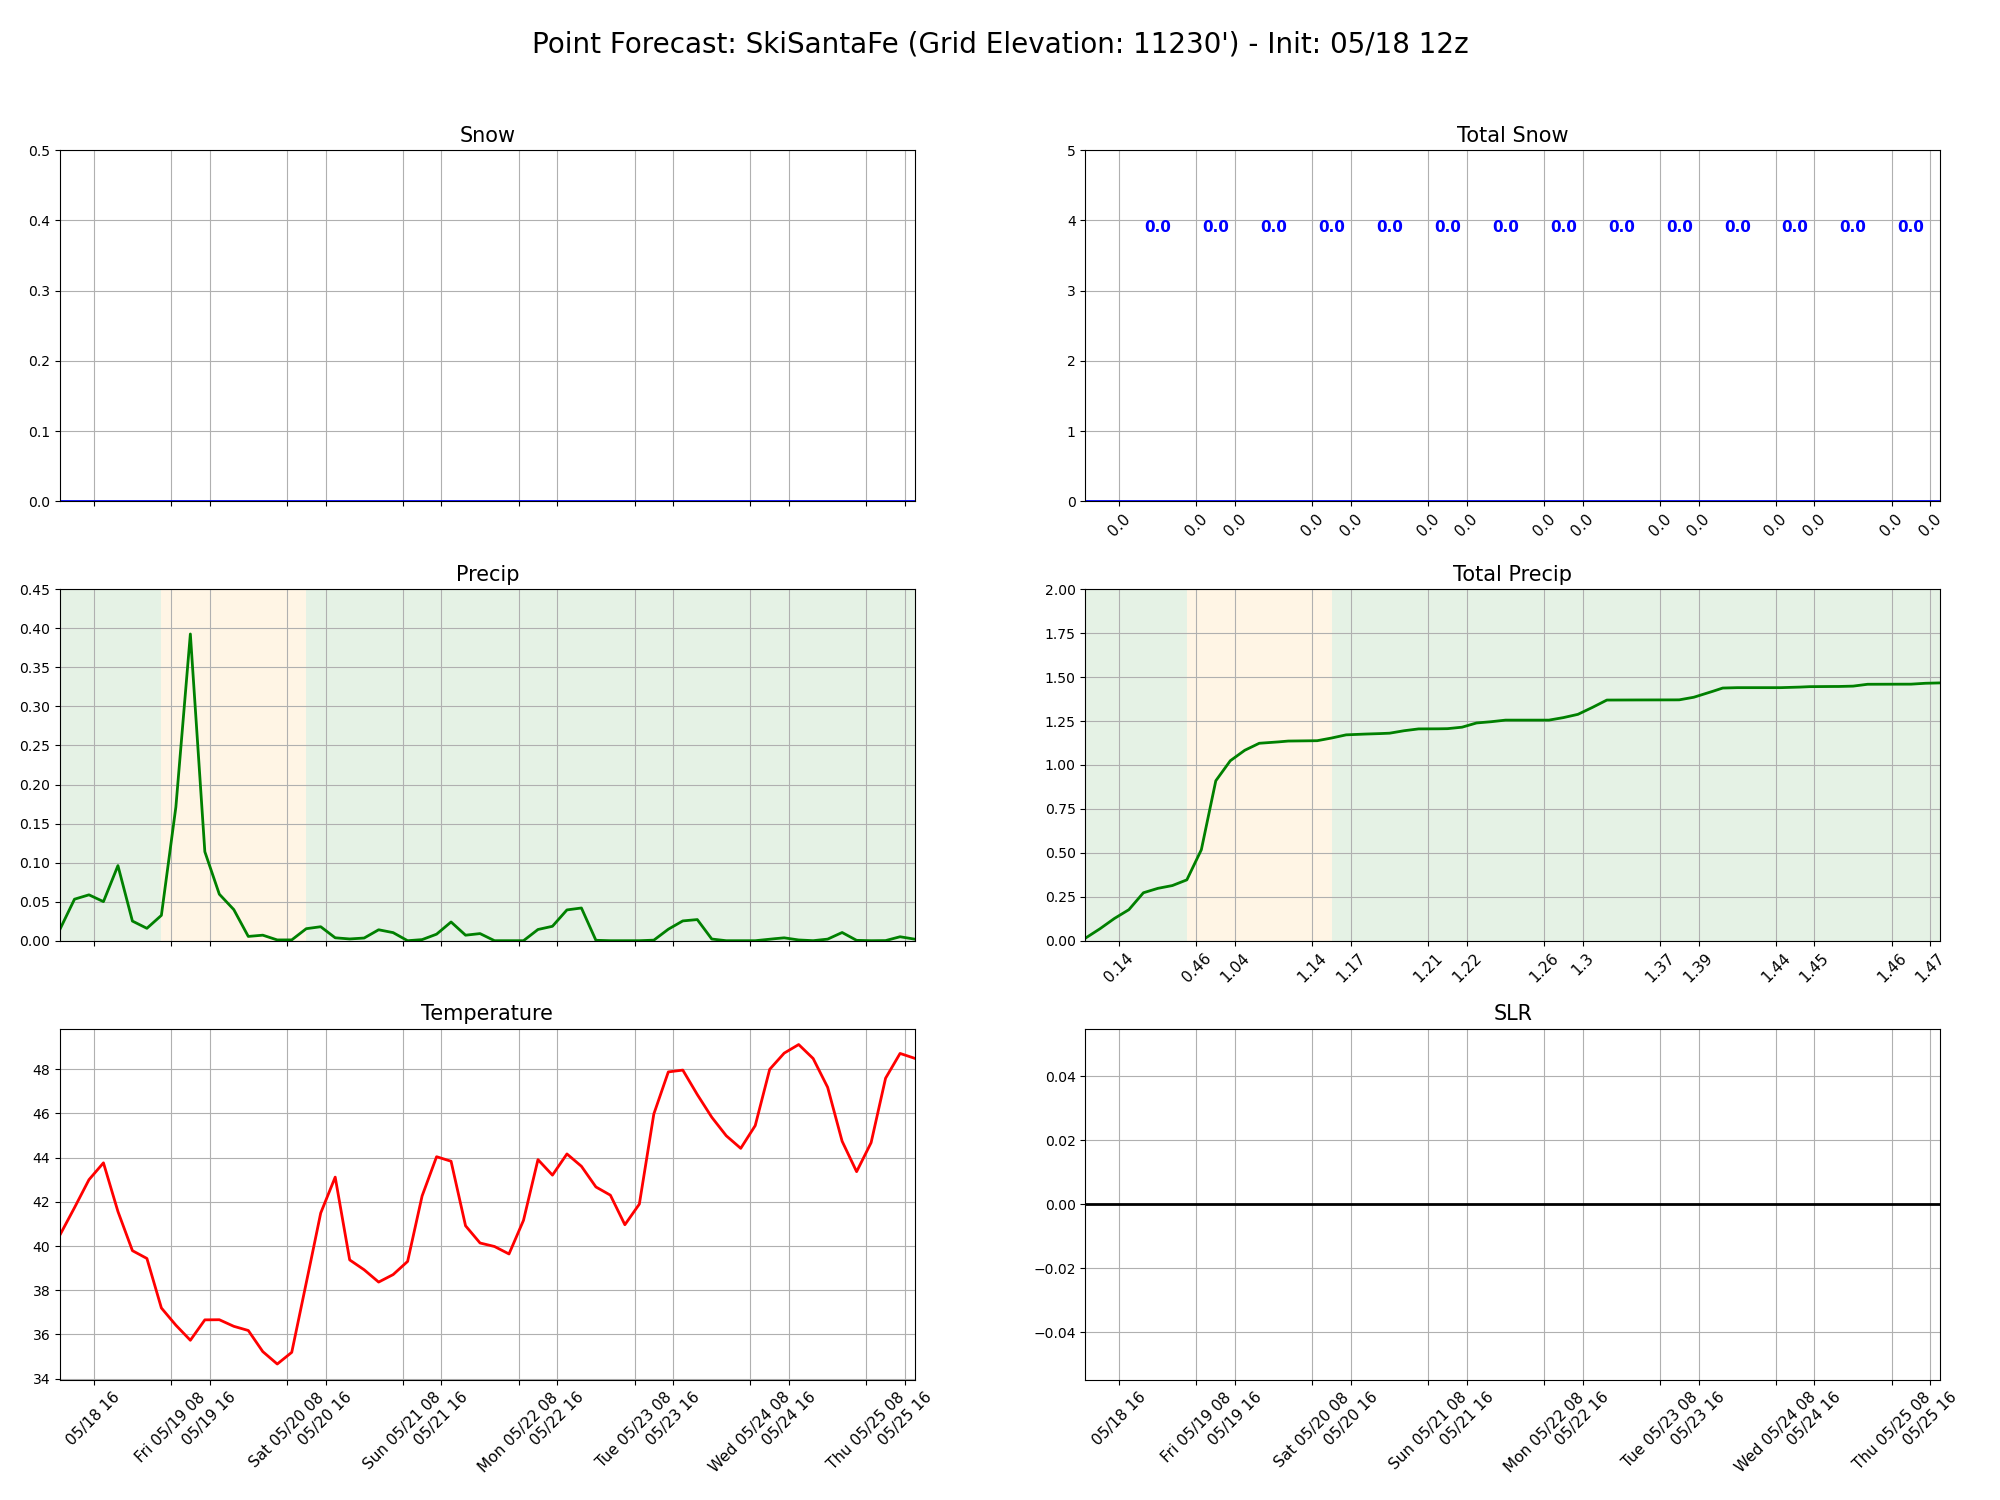 Point Forecast: SkiSantaFe (Grid Elevation: 11230') - Init: 05/18 12z
Snow
0.5
0.4
0.3
0.2
0.1
0.0
Total Snow
5
4
3
2
1
0
0.0 0.0 0.0 0.0 0.0 0.0 0.0 0.0 0.0 0.0 0.0 0.0 0.0 0.0
0.0 0.0 0.0 0.0 0.0 0.0 0.0 0.0 0.0 0.0 0.0 0.0 0.0 0.0 0.0
Precip
0.45
0.40
0.35
0.30
0.25
0.20
0.15
0.10
0.05
0.00
Total Precip
2.00
1.75
1.50
1.25
1.00
0.75
0.50
0.25
0.00
0.14 0.46 1.04 1.14 1.17 1.21 1.22 1.26 1.3 1.37 1.39 1.44 1.45 1.46 1.47
Temperature
48
46
44
42
40
38
36
34
05/18 16
Fri 05/19 08
05/19 16
Sat 05/20 08
05/20 16
Sun 05/21 08
05/21 16
Mon 05/22 08
05/22 16
Tue 05/23 08
05/23 16
Wed 05/24 08
05/24 16
Thu 05/25 08
05/25 16
SLR
0.04
0.02
0.00
−0.02
−0.04
05/18 16
Fri 05/19 08
05/19 16
Sat 05/20 08
05/20 16
Sun 05/21 08
05/21 16
Mon 05/22 08
05/22 16
Tue 05/23 08
05/23 16
Wed 05/24 08
05/24 16
Thu 05/25 08
05/25 16